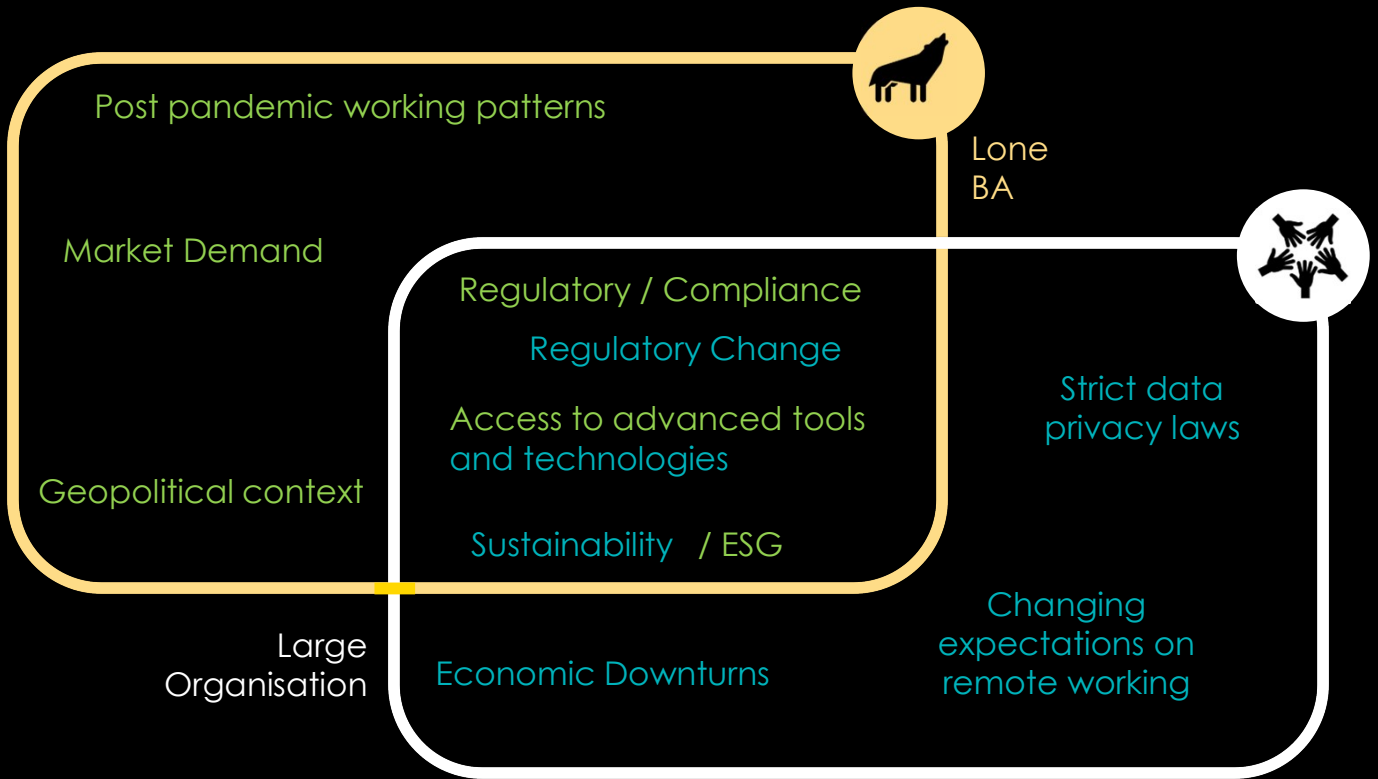 Post pandemic working patterns
Lone
BA
Market Demand
Regulatory / Compliance
Regulatory Change
Strict data
privacy laws
Access to advanced tools
and technologies
Geopolitical context
Sustainability / ESG
Changing
expectations on
remote working
Large
Organisation
Economic Downturns